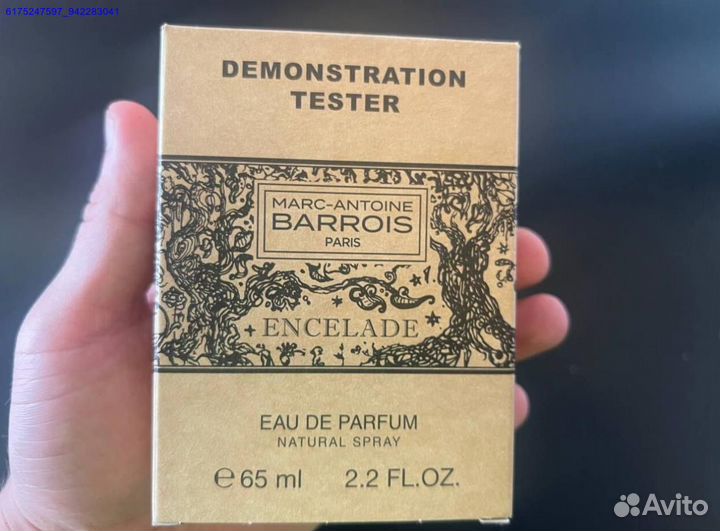 6175247597_942283041
DEMONSTRATION
TESTER
MARC-ANTOINE
BARROIS
PARIS
ENCELADE
EAU DE PARFUM
NATURAL SPRAY
℮ 65 ml 2.2 FL.OZ.
Avito